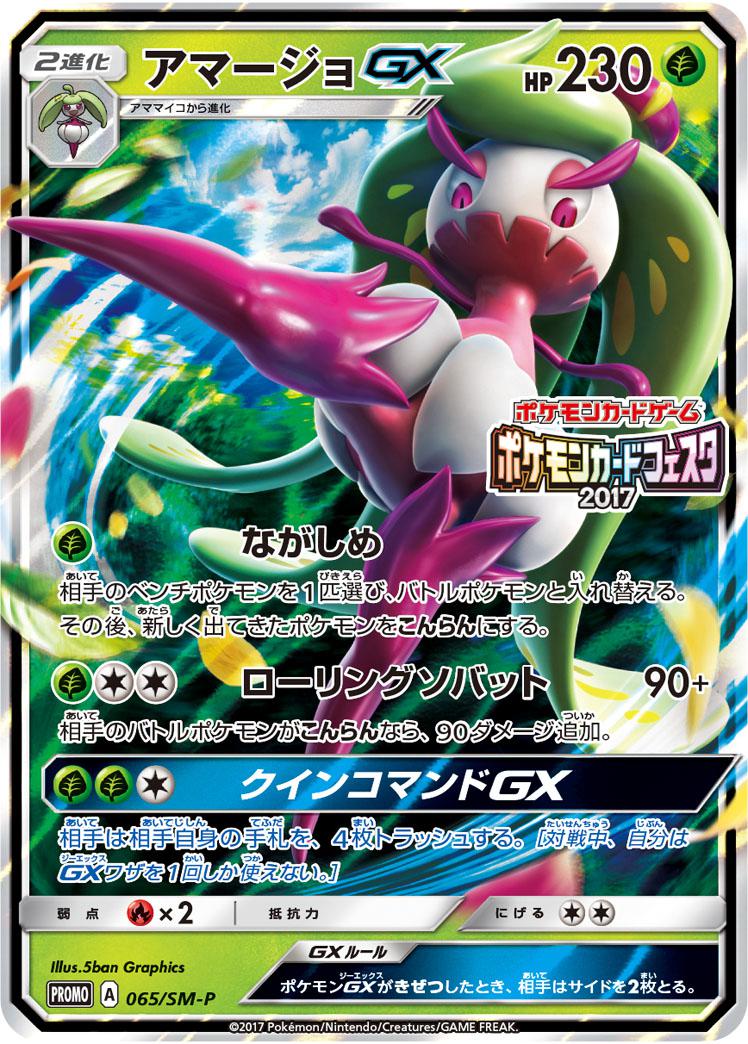 2進化
アマージョGX
HP 230
アママイコから進化
ポケモンカードゲーム
ポケモンカードフェスタ
2017
ながしめ
相手のベンチポケモンを1匹選び、バトルポケモンと入れ替える。
その後、新しく出てきたポケモンをこんらんにする。
ローリングソバット 90+
相手のバトルポケモンがこんらんなら、90ダメージ追加。
クインコマンドGX
相手は相手自身の手札を、4枚トラッシュする。[対戦中、自分は
GXワザを1回しか使えない。]
弱点 ×2 抵抗力 にげる
GXルール
ポケモンGXがきぜつしたとき、相手はサイドを2枚とる。
Illus.5ban Graphics
PROMO A 065/SM-P
©2017 Pokémon/Nintendo/Creatures/GAME FREAK.